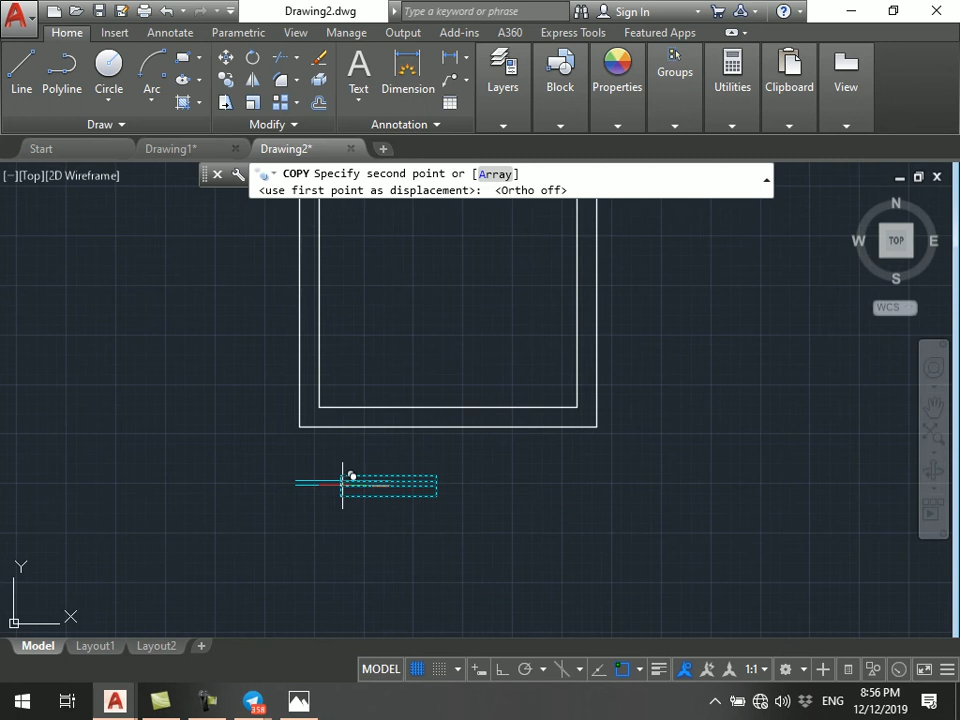 Drawing2.dwg
Type a keyword or phrase
Sign In
Home Insert Annotate Parametric View Manage Output Add-ins A360 Express Tools Featured Apps
Line Polyline Circle Arc Text Dimension Layers Block Properties Groups Utilities Clipboard View
Draw Modify Annotation
Start Drawing1* Drawing2*
[−][Top][2D Wireframe]
COPY Specify second point or [Array]
<use first point as displacement>: <Ortho off>
N
W TOP E
S
WCS
Y
X
Model Layout1 Layout2
MODEL 1:1
358
ENG
8:56 PM
12/12/2019